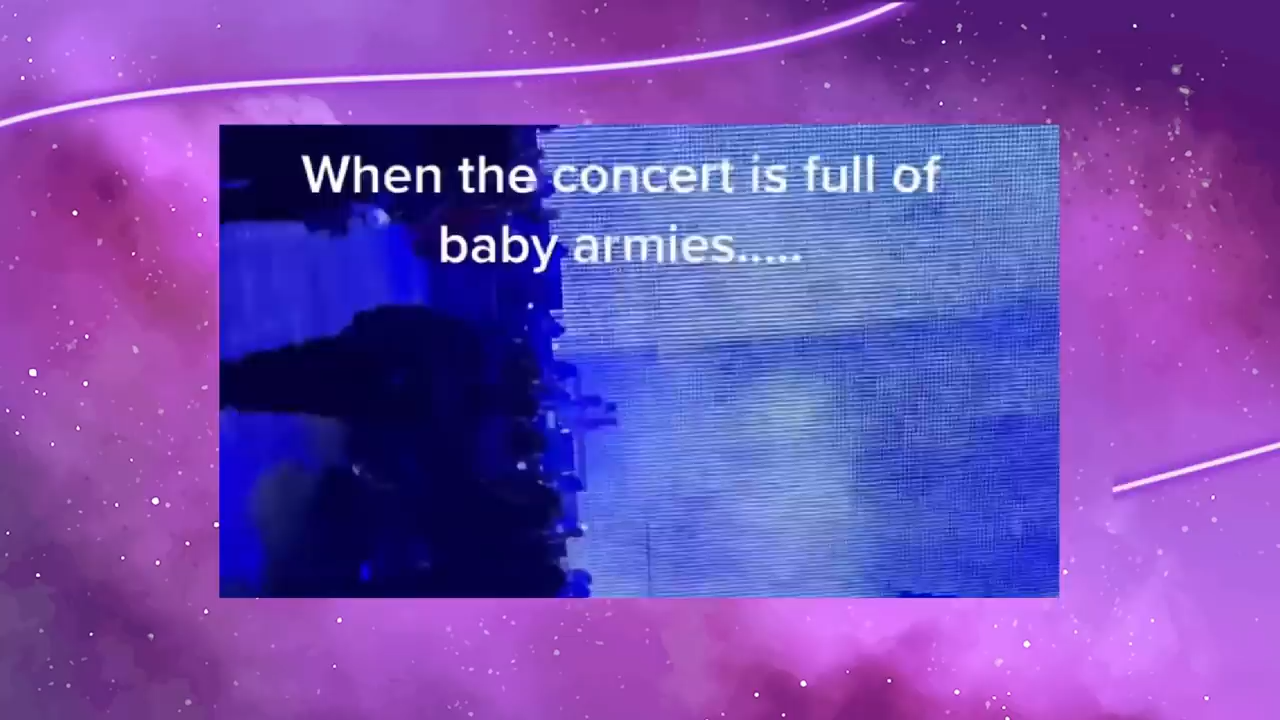 When the concert is full of
baby armies.....